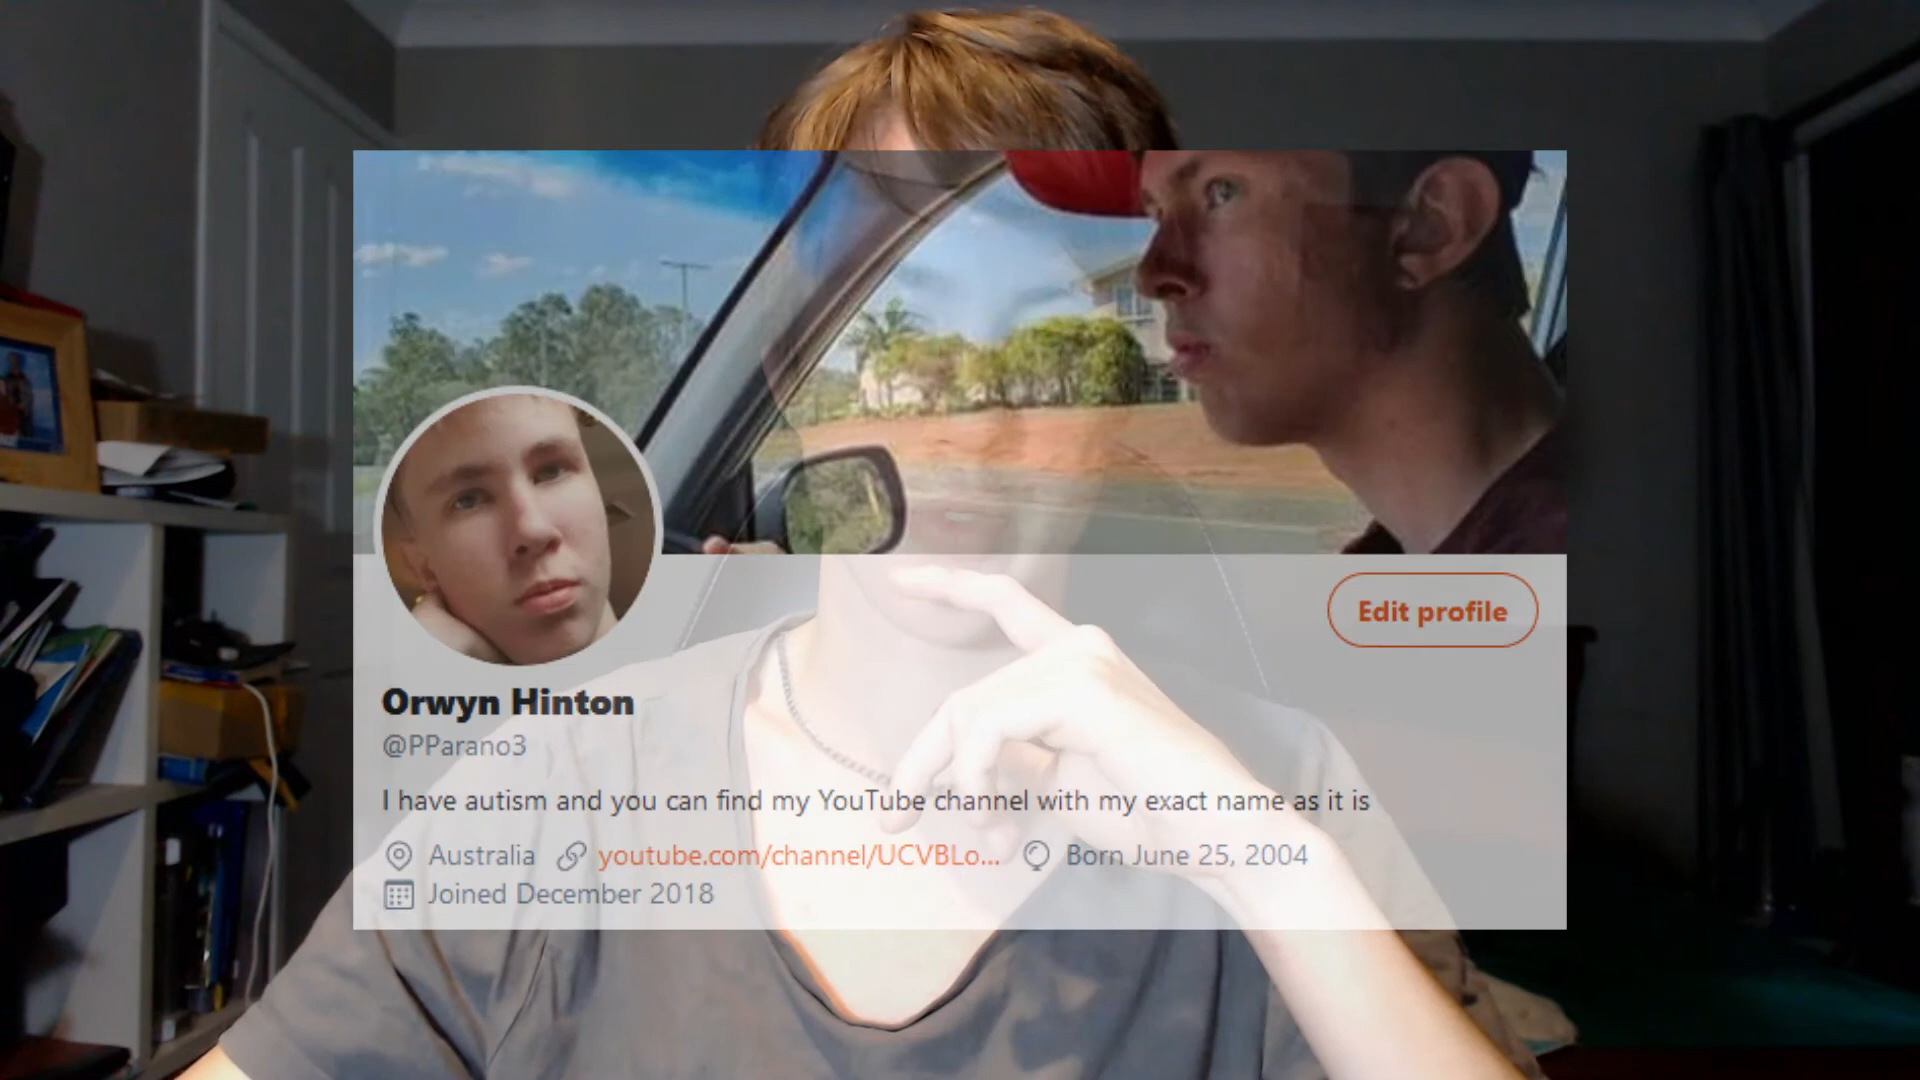 Edit profile
Orwyn Hinton
@PParano3
I have autism and you can find my YouTube channel with my exact name as it is
Australia youtube.com/channel/UCVBLo... Born June 25, 2004
Joined December 2018